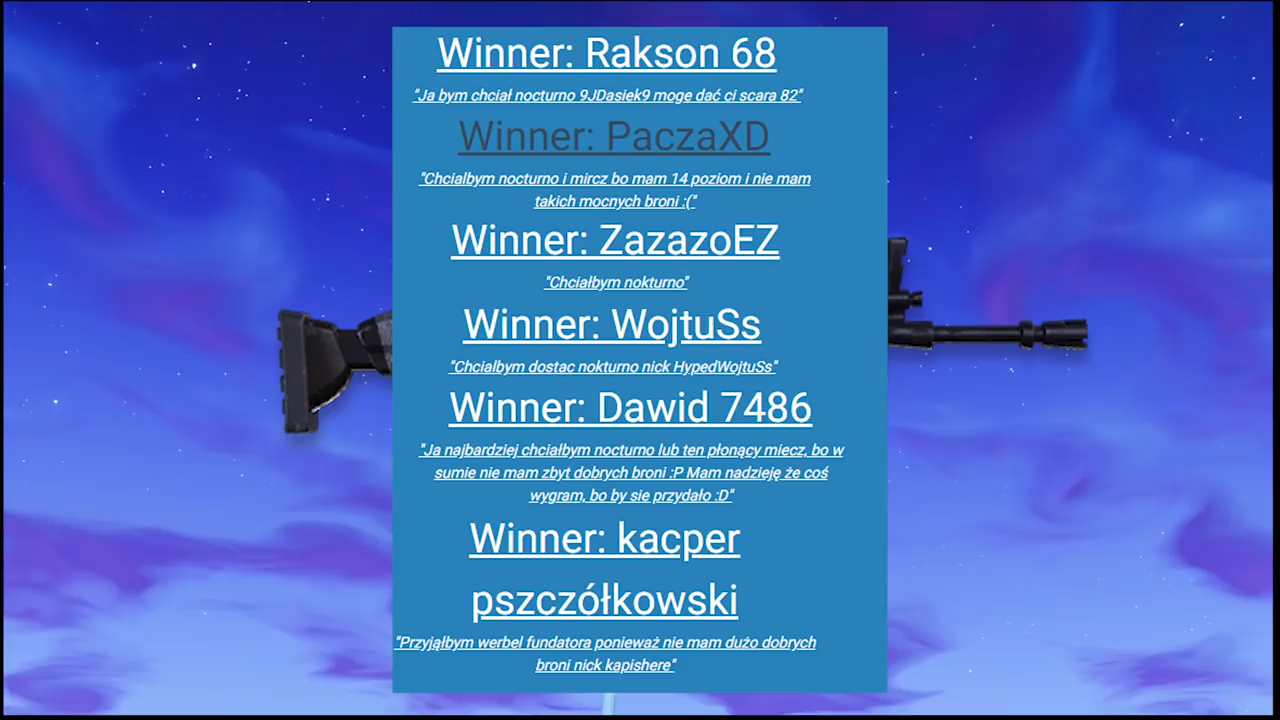 Winner: Rakson 68
"Ja bym chciał nocturno 9JDasiek9 moge dać ci scara 82"
Winner: PaczaXD
"Chcialbym nocturno i mircz bo mam 14 poziom i nie mam
takich mocnych broni :("
Winner: ZazazoEZ
"Chciałbym nokturno"
Winner: WojtuSs
"Chcialbym dostac nokturno nick HypedWojtuSs"
Winner: Dawid 7486
"Ja najbardziej chciałbym nocturno lub ten płonący miecz, bo w
sumie nie mam zbyt dobrych broni :P Mam nadzieję że coś
wygram, bo by sie przydało :D"
Winner: kacper
pszczółkowski
"Przyjąłbym werbel fundatora ponieważ nie mam dużo dobrych
broni nick kapishere"